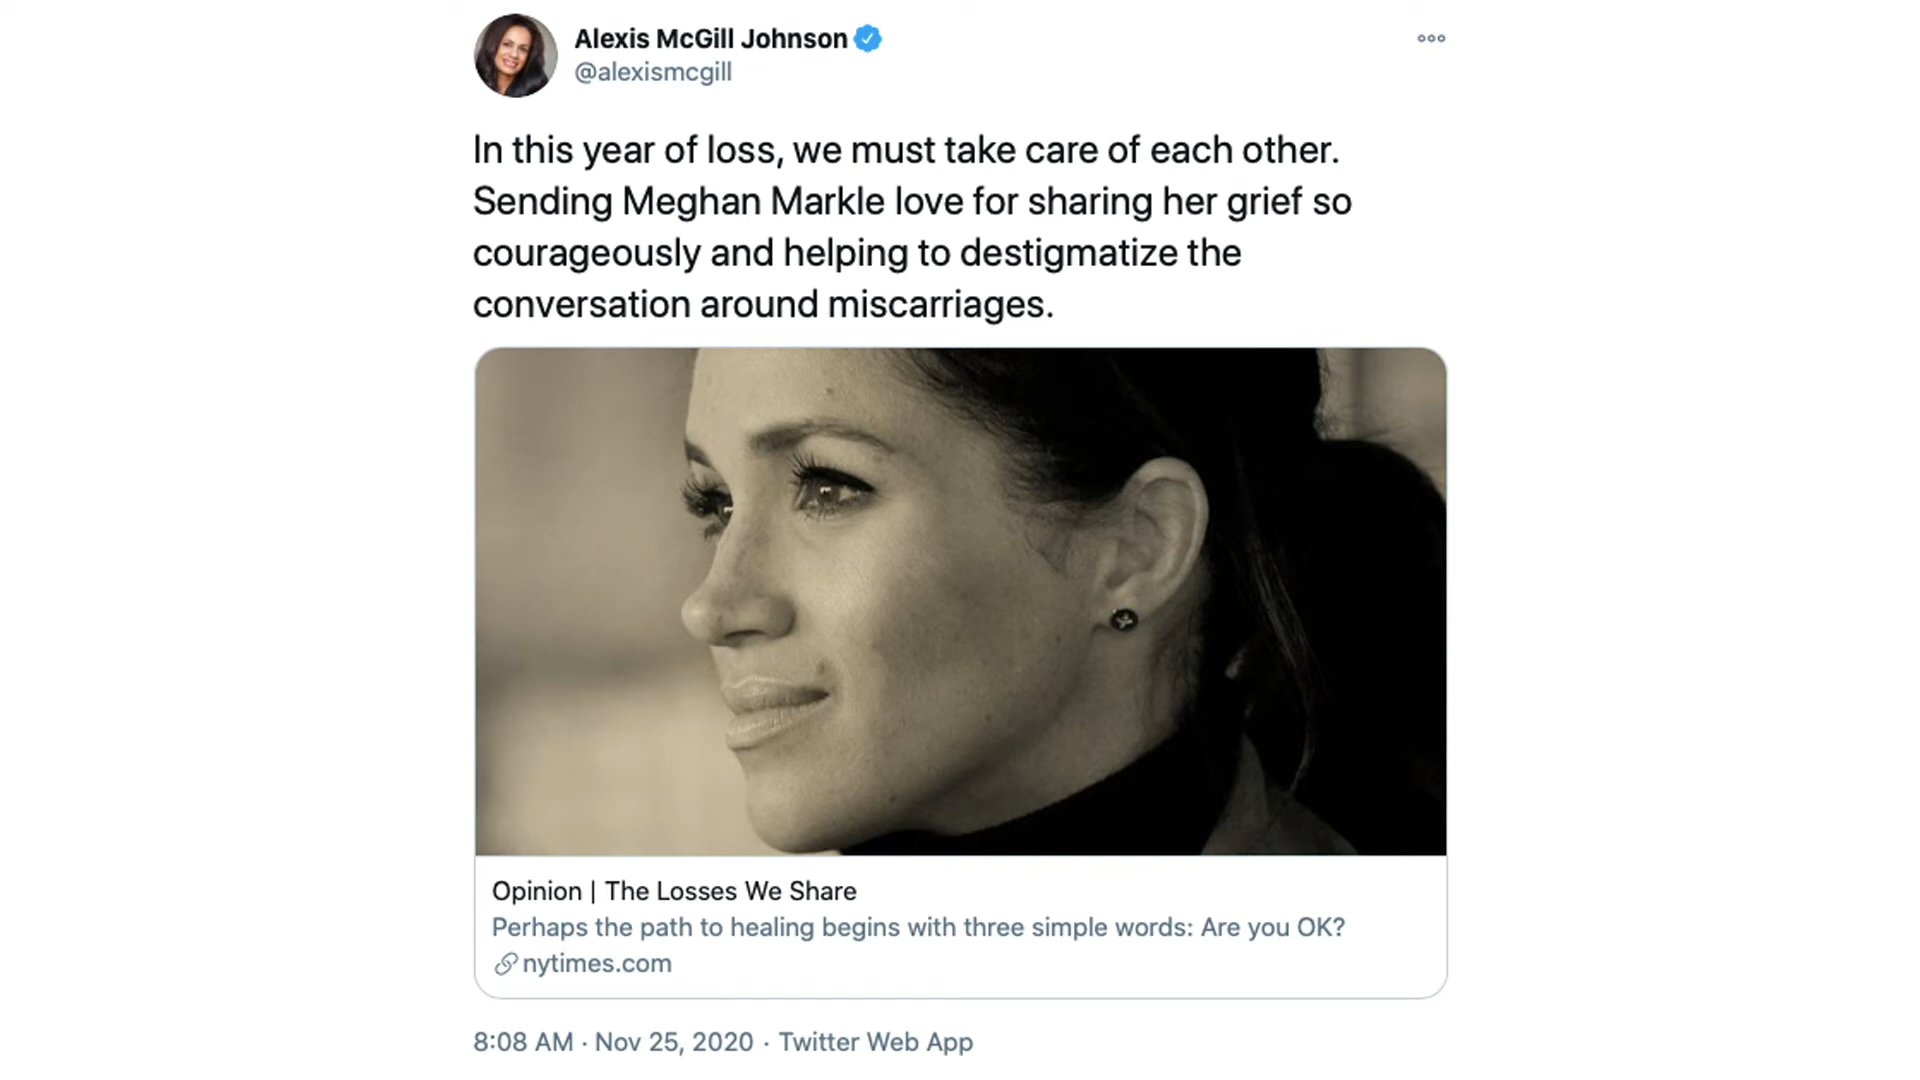 Alexis McGill Johnson
@alexismcgill
In this year of loss, we must take care of each other.
Sending Meghan Markle love for sharing her grief so
courageously and helping to destigmatize the
conversation around miscarriages.
Opinion | The Losses We Share
Perhaps the path to healing begins with three simple words: Are you OK?
nytimes.com
8:08 AM · Nov 25, 2020 · Twitter Web App